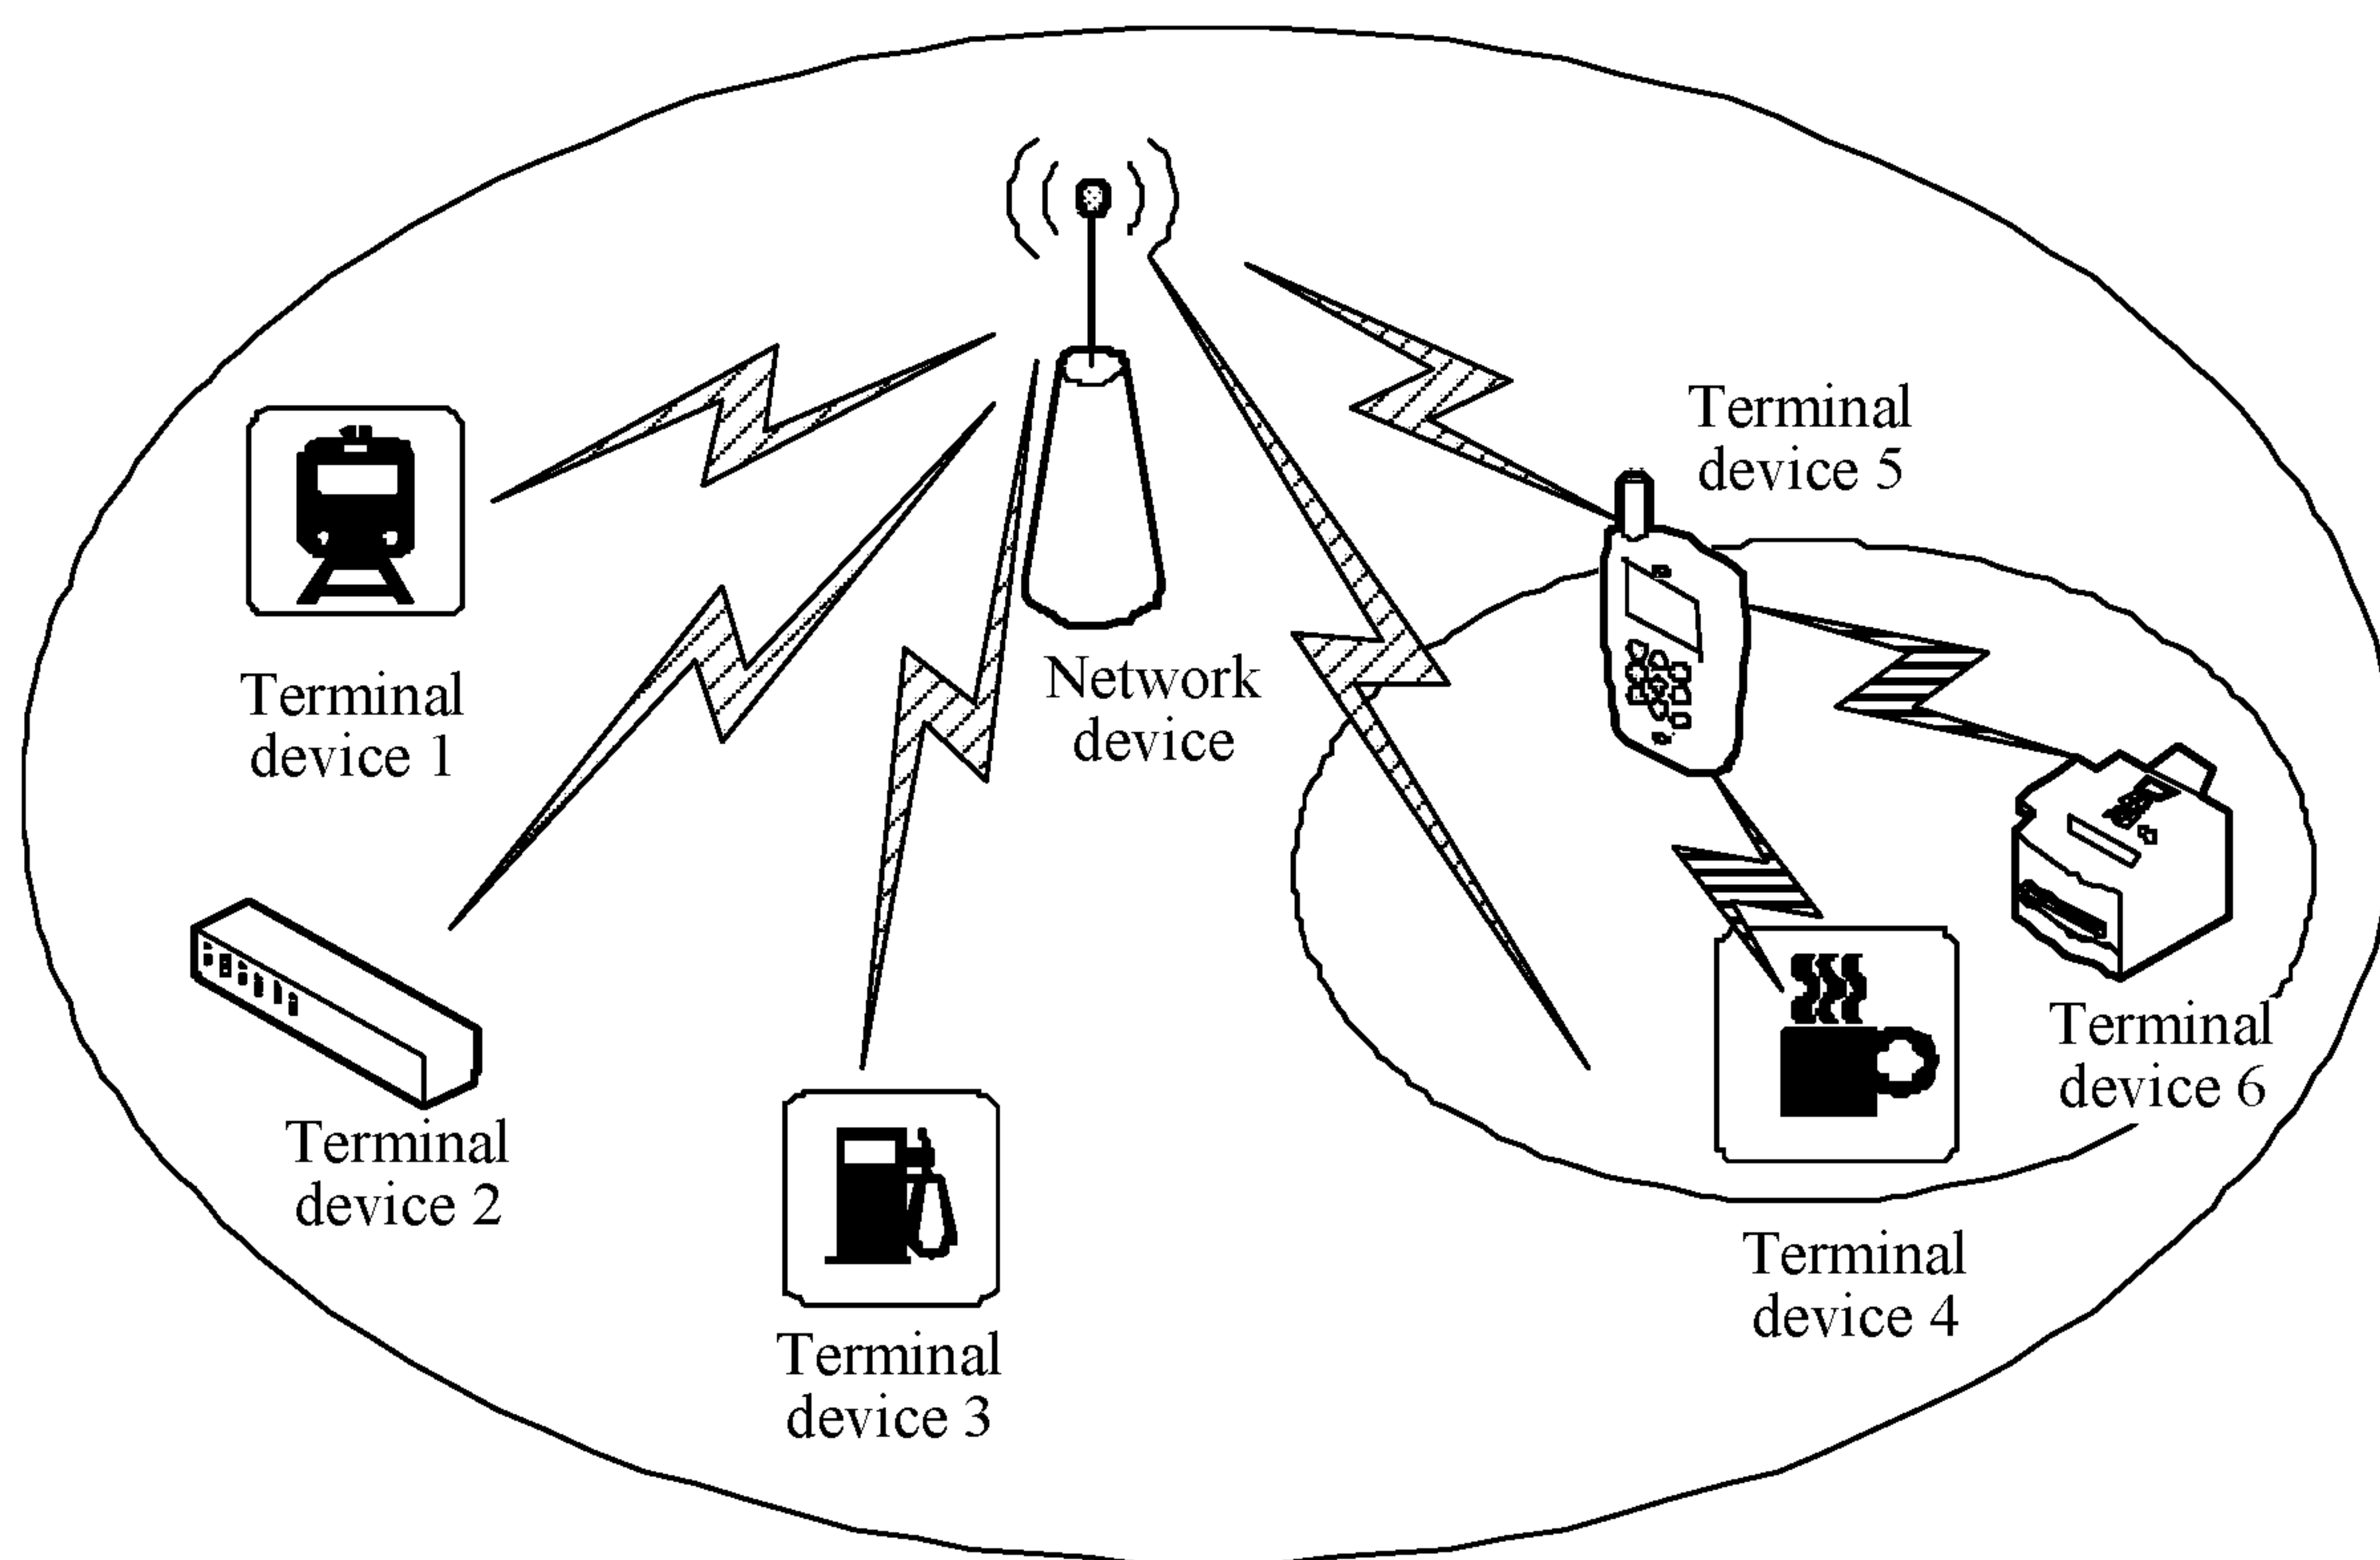 Terminal
device 5
Terminal
device 1
Network
device
Terminal
device 6
Terminal
device 2
Terminal
device 4
Terminal
device 3